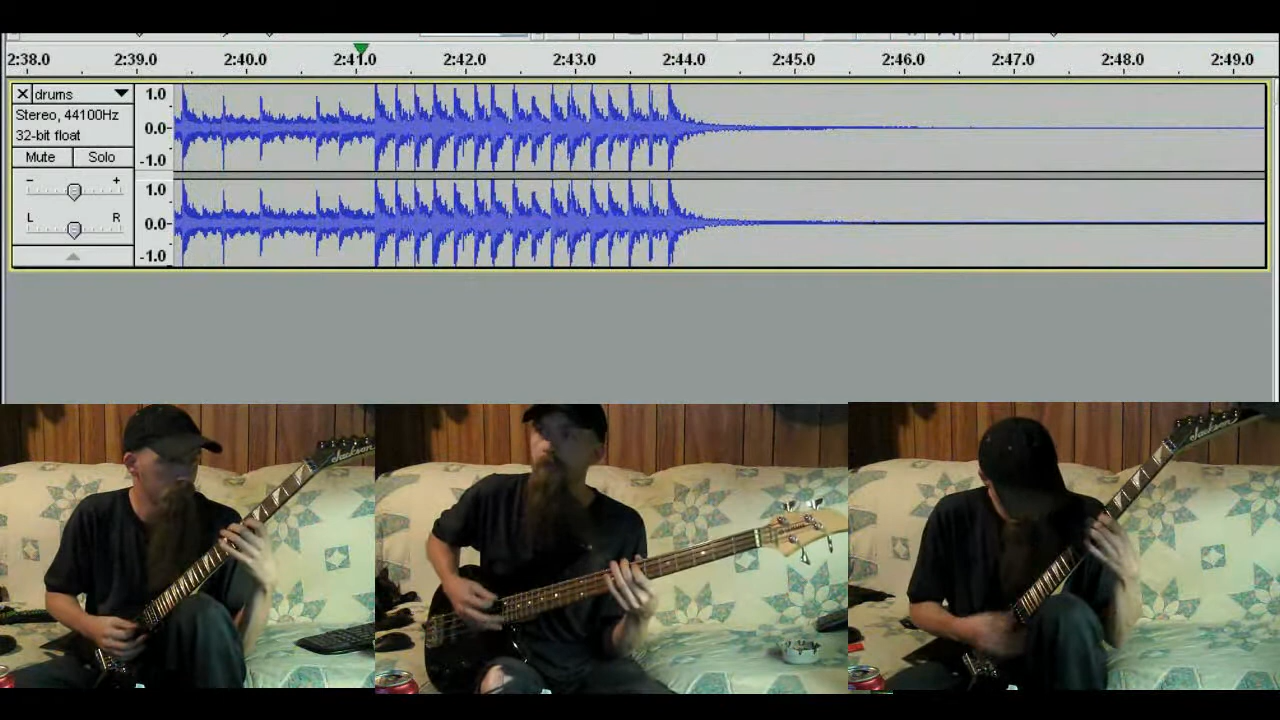 2:38.0 2:39.0 2:40.0 2:41.0 2:42.0 2:43.0 2:44.0 2:45.0 2:46.0 2:47.0 2:48.0 2:49.0
X drums
Stereo, 44100Hz
32-bit float
Mute Solo
- +
L R
1.0
0.0-
-1.0
1.0
0.0-
-1.0
Jackson
Jackson